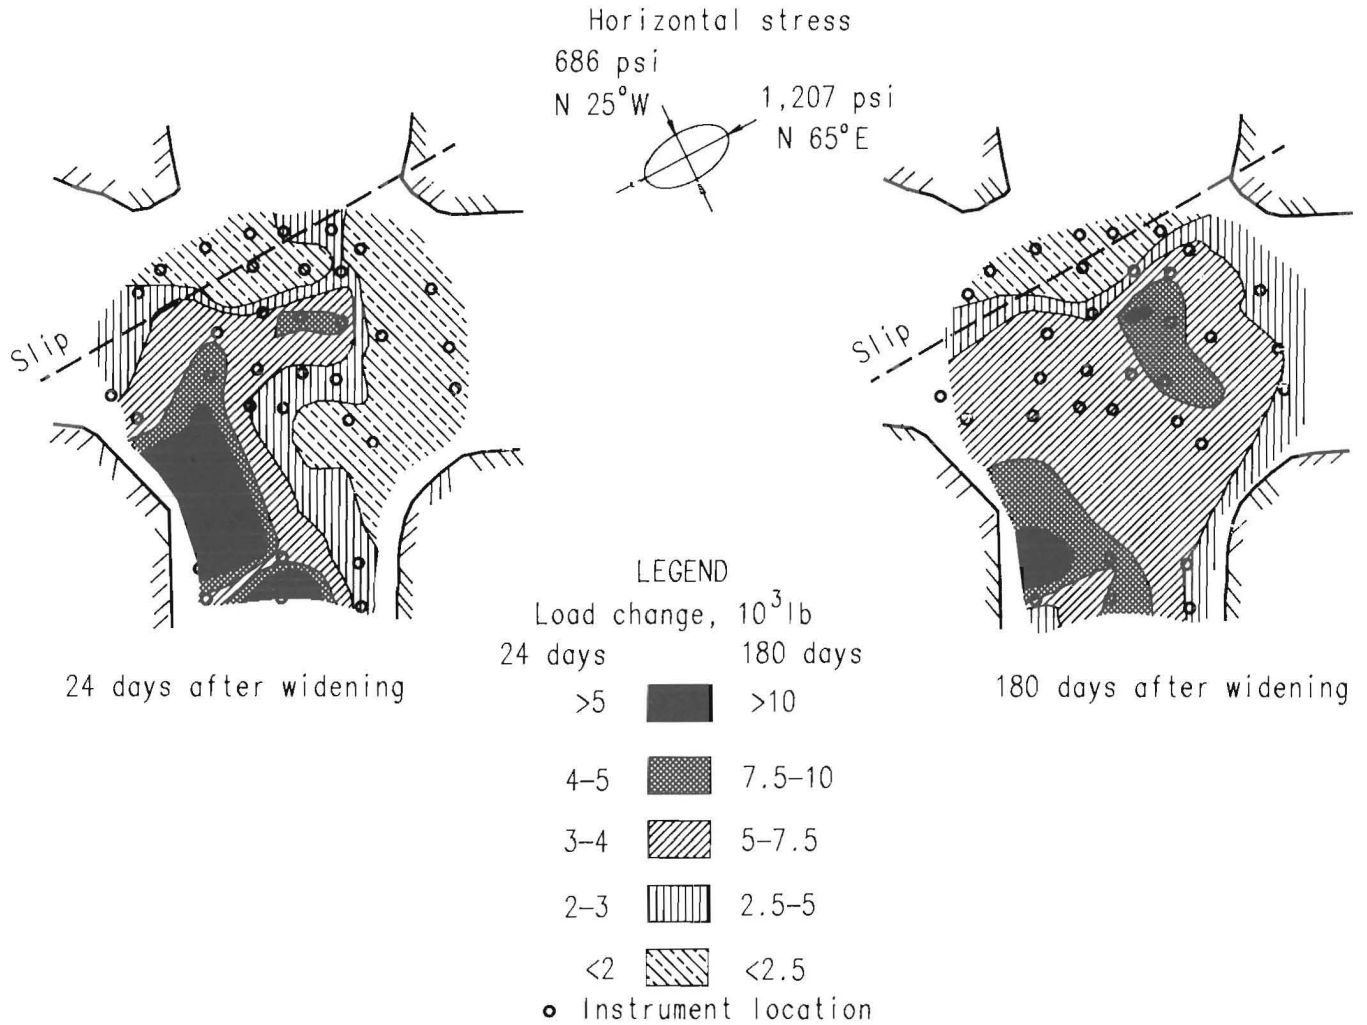 Horizontal stress
686 psi
N 25°W
1,207 psi
N 65°E
Slip
Slip
24 days after widening
180 days after widening
LEGEND
Load change, 10³lb
24 days 180 days
>5 >10
4-5 7.5-10
3-4 5-7.5
2-3 2.5-5
<2 <2.5
Instrument location